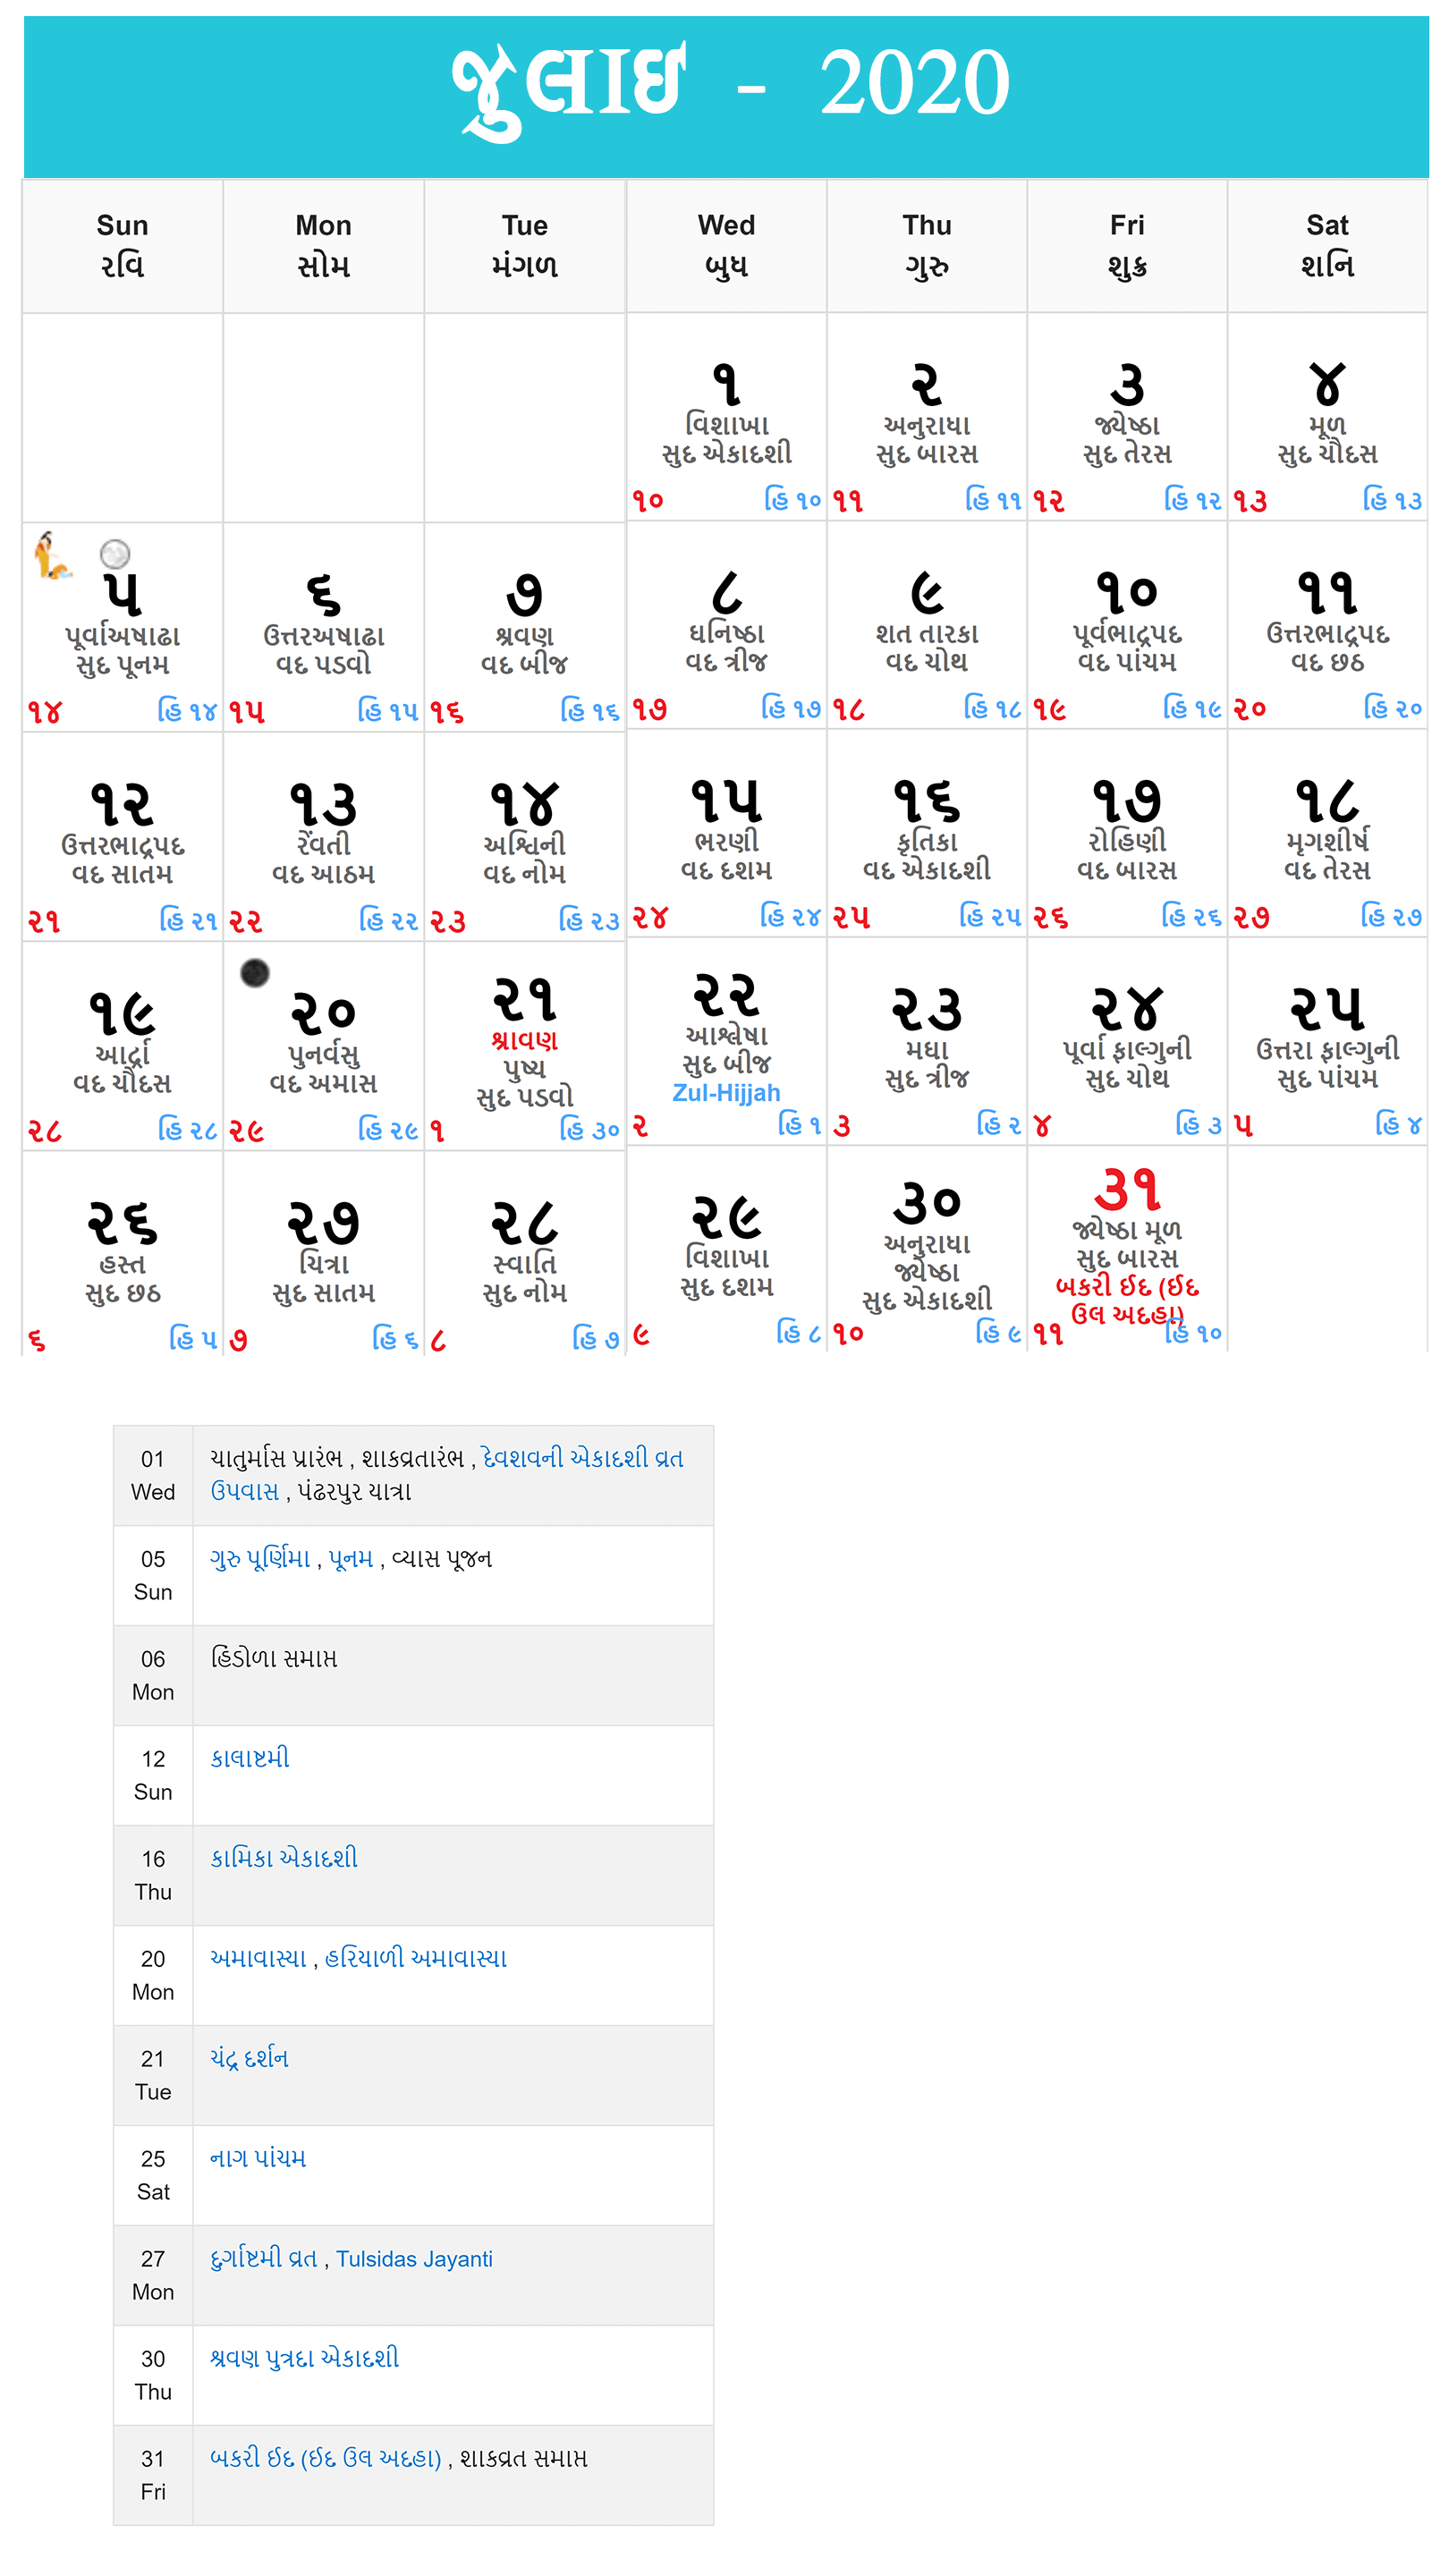 જુલાઇ - 2020
Sun Mon Tue Wed Thu Fri Sat
રવિ સોમ મંગળ બુધ ગુરુ શુક્ર શનિ
૧ ૨ ૩ ૪
વિશાખા અનુરાધા જ્યેષ્ઠા મૂળ
સુદ એકાદશી સુદ બારસ સુદ તેરસ સુદ ચૌદસ
૧૦ હિ ૧૦ ૧૧ હિ ૧૧ ૧૨ હિ ૧૨ ૧૩ હિ ૧૩
૫ ૬ ૭ ૮ ૯ ૧૦ ૧૧
પૂર્વાઅષાઢા ઉત્તરઅષાઢા શ્રવણ ધનિષ્ઠા શત તારકા પૂર્વભાદ્રપદ ઉત્તરભાદ્રપદ
સુદ પૂનમ વદ પડવો વદ બીજ વદ ત્રીજ વદ ચોથ વદ પાંચમ વદ છઠ
૧૪ હિ ૧૪ ૧૫ હિ ૧૫ ૧૬ હિ ૧૬ ૧૭ હિ ૧૭ ૧૮ હિ ૧૮ ૧૯ હિ ૧૯ ૨૦ હિ ૨૦
૧૨ ૧૩ ૧૪ ૧૫ ૧૬ ૧૭ ૧૮
ઉત્તરભાદ્રપદ રેંવતી અશ્વિની ભરણી કૃતિકા રોહિણી મૃગશીર્ષ
વદ સાતમ વદ આઠમ વદ નોમ વદ દશમ વદ એકાદશી વદ બારસ વદ તેરસ
૨૧ હિ ૨૧ ૨૨ હિ ૨૨ ૨૩ હિ ૨૩ ૨૪ હિ ૨૪ ૨૫ હિ ૨૫ ૨૬ હિ ૨૬ ૨૭ હિ ૨૭
૧૯ ૨૦ ૨૧ ૨૨ ૨૩ ૨૪ ૨૫
આર્દ્રા પુનર્વસુ શ્રાવણ આશ્લેષા મઘા પૂર્વા ફાલ્ગુની ઉત્તરા ફાલ્ગુની
વદ ચૌદસ વદ અમાસ પુષ્ય સુદ બીજ સુદ ત્રીજ સુદ ચોથ સુદ પાંચમ
સુદ પડવો Zul-Hijjah
૨૮ હિ ૨૮ ૨૯ હિ ૨૯ ૧ હિ ૩૦ ૨ હિ ૧ ૩ હિ ૨ ૪ હિ ૩ ૫ હિ ૪
૨૬ ૨૭ ૨૮ ૨૯ ૩૦ ૩૧
હસ્ત ચિત્રા સ્વાતિ વિશાખા અનુરાધા જ્યેષ્ઠા મૂળ
સુદ છઠ સુદ સાતમ સુદ નોમ સુદ દશમ જ્યેષ્ઠા સુદ બારસ
સુદ એકાદશી બકરી ઈદ (ઈદ
ઉલ અદહા)
૬ હિ ૫ ૭ હિ ૬ ૮ હિ ૭ ૯ હિ ૮ ૧૦ હિ ૯ ૧૧ હિ ૧૦
01 ચાતુર્માસ પ્રારંભ , શાકવ્રતારંભ , દેવશવની એકાદશી વ્રત
Wed ઉપવાસ , પંઢરપુર યાત્રા
05 ગુરુ પૂર્ણિમા , પૂનમ , વ્યાસ પૂજન
Sun
06 હિંડોળા સમાપ્ત
Mon
12 કાલાષ્ટમી
Sun
16 કામિકા એકાદશી
Thu
20 અમાવાસ્યા , હરિયાળી અમાવાસ્યા
Mon
21 ચંદ્ર દર્શન
Tue
25 નાગ પાંચમ
Sat
27 દુર્ગાષ્ટમી વ્રત , Tulsidas Jayanti
Mon
30 શ્રવણ પુત્રદા એકાદશી
Thu
31 બકરી ઈદ (ઈદ ઉલ અદહા) , શાકવ્રત સમાપ્ત
Fri